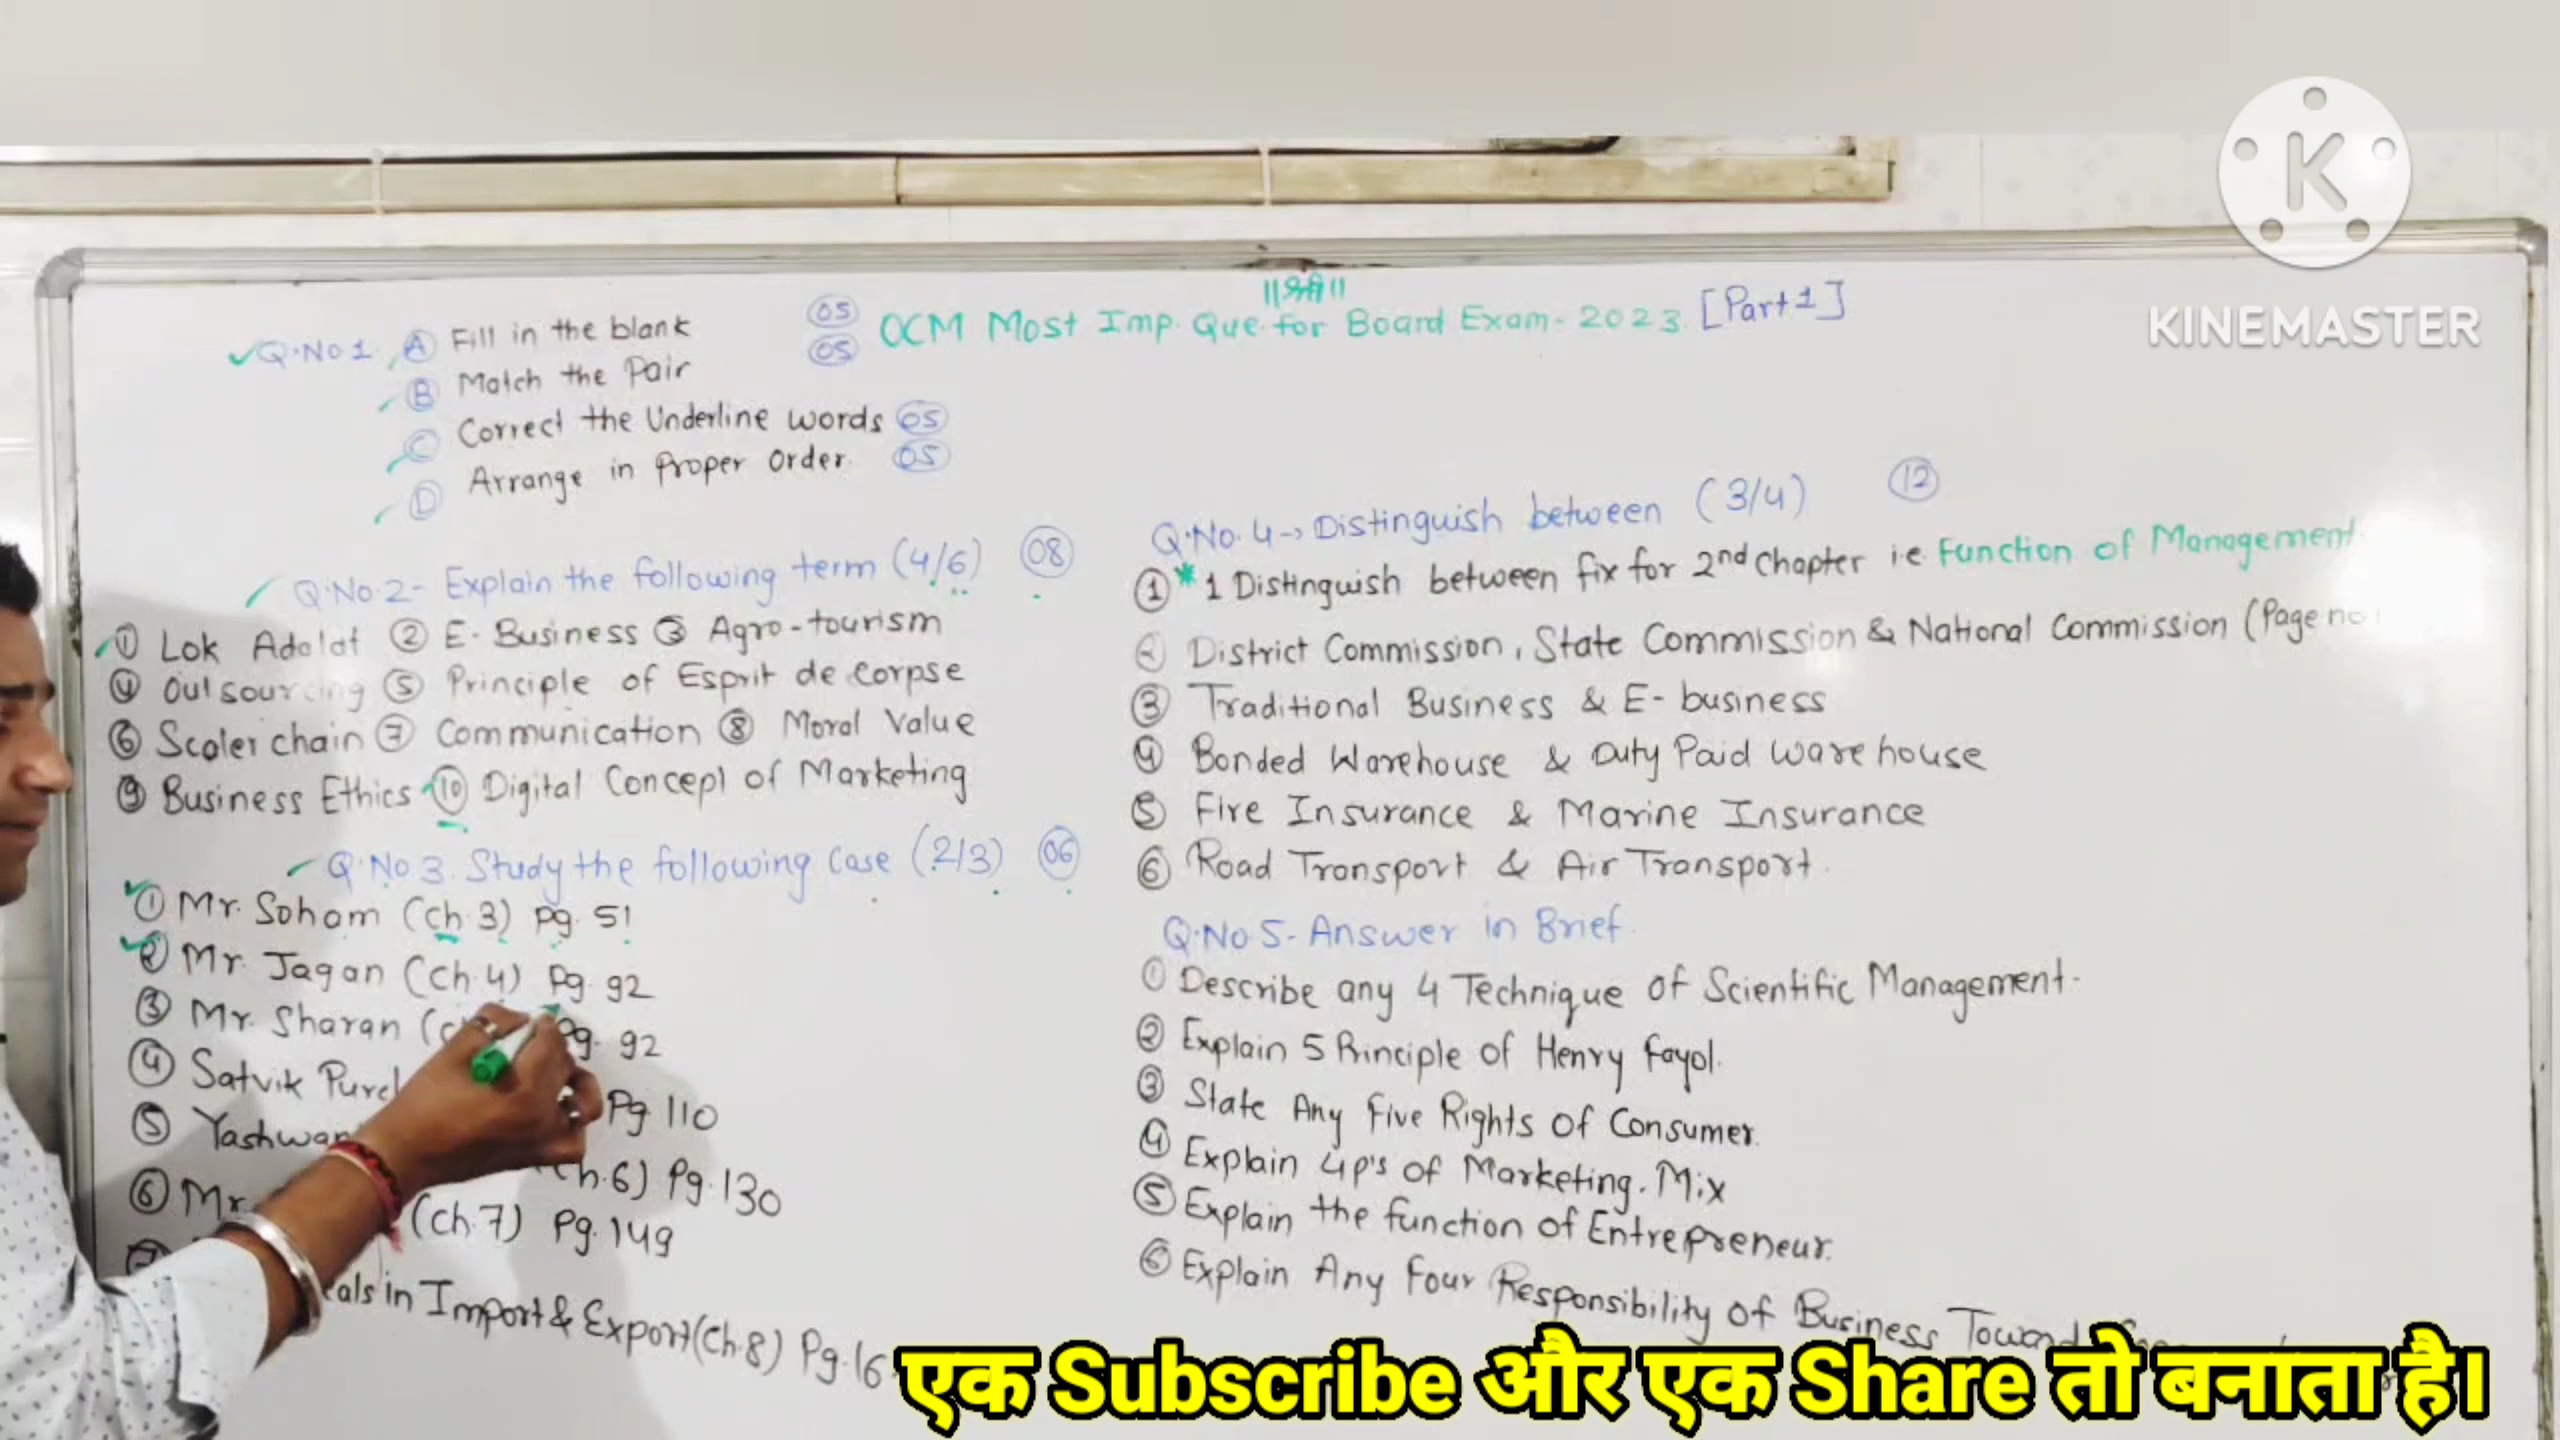 KINEMASTER
||श्री||
OCM Most Imp. Que. for Board Exam - 2023 [Part 1]
✓ Q.No.1 Ⓐ Fill in the blank 05
Ⓑ Match the Pair 05
Ⓒ Correct the Underline words 05
Ⓓ Arrange in Proper Order. 05
Q.No.2- Explain the following term (4/6) 08
① Lok Adalat ② E-Business ③ Agro-tourism
④ Outsourcing ⑤ Principle of Esprit de corpse
⑥ Scaler chain ⑦ Communication ⑧ Moral Value
⑨ Business Ethics ⑩ Digital Concept of Marketing
Q.No 3. Study the following case (2/3) 06
① Mr. Soham (Ch.3) Pg. 51
② Mr. Jagan (Ch.4) Pg. 92
③ Mr. Sharan Pg. 92
④ Satvik Pg 110
⑤ (Ch.6) Pg. 130
⑥ Mr. (Ch.7) Pg. 149
in Import & Export (Ch.8) Pg. 16
Q.No.4 → Distinguish between (3/4) 12
① * 1 Distinguish between fix for 2nd Chapter i.e. Function of Management.
② District Commission, State Commission & National Commission (Page no
③ Traditional Business & E-business
④ Bonded Warehouse & Duty Paid warehouse
⑤ Fire Insurance & Marine Insurance
⑥ Road Transport & Air Transport.
Q.No 5- Answer in Brief.
① Describe any 4 Technique of Scientific Management.
② Explain 5 Principle of Henry Fayol.
③ State Any Five Rights of Consumer.
④ Explain 4p's of Marketing. Mix
⑤ Explain the function of Entrepreneur.
⑥ Explain Any Four Responsibility of Business
एक Subscribe और एक Share तो बनाता है।